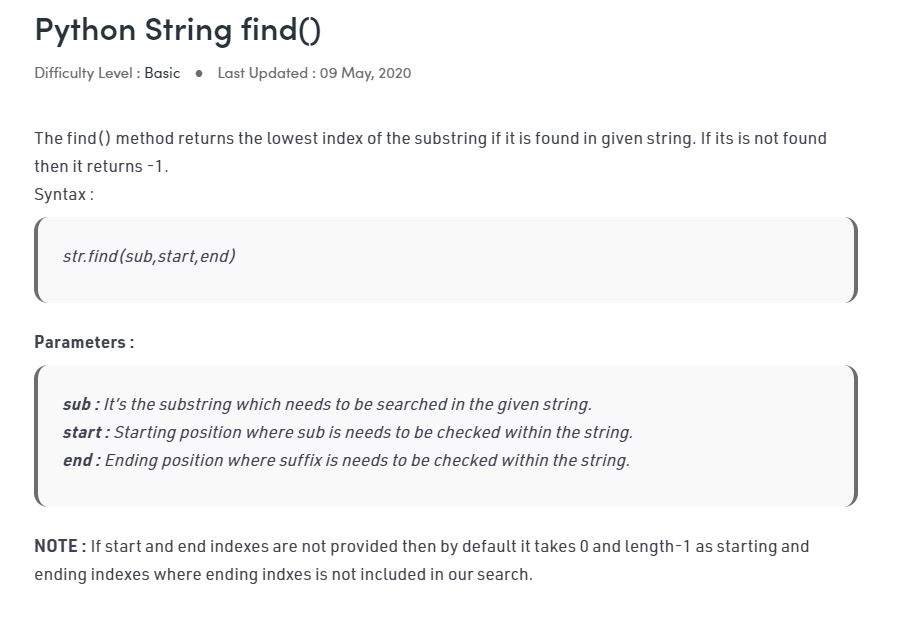 Python String find()
Difficulty Level : Basic ● Last Updated : 09 May, 2020
The find() method returns the lowest index of the substring if it is found in given string. If its is not found
then it returns -1.
Syntax :
str.find(sub,start,end)
Parameters :
sub : It's the substring which needs to be searched in the given string.
start : Starting position where sub is needs to be checked within the string.
end : Ending position where suffix is needs to be checked within the string.
NOTE : If start and end indexes are not provided then by default it takes 0 and length-1 as starting and
ending indexes where ending indxes is not included in our search.